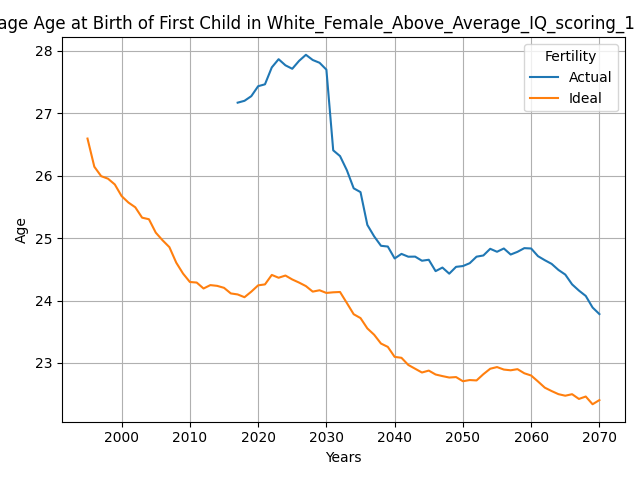 age Age at Birth of First Child in White_Female_Above_Average_IQ_scoring_1
Fertility
Actual
Ideal
28
27
26
25
24
23
Age
2000
2010
2020
2030
2040
2050
2060
2070
Years